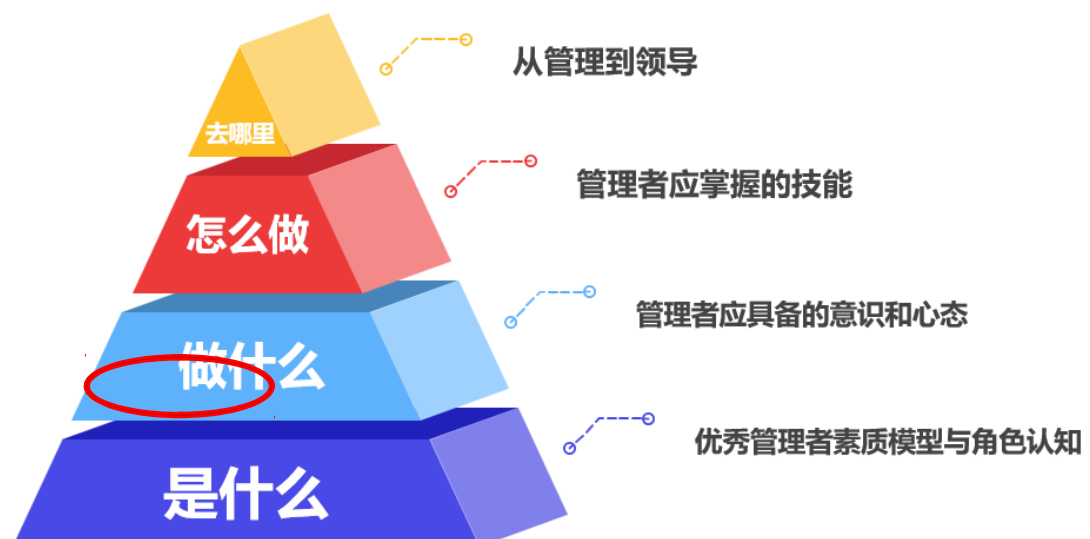 从管理到领导
去哪里
管理者应掌握的技能
怎么做
管理者应具备的意识和心态
做什么
优秀管理者素质模型与角色认知
是什么